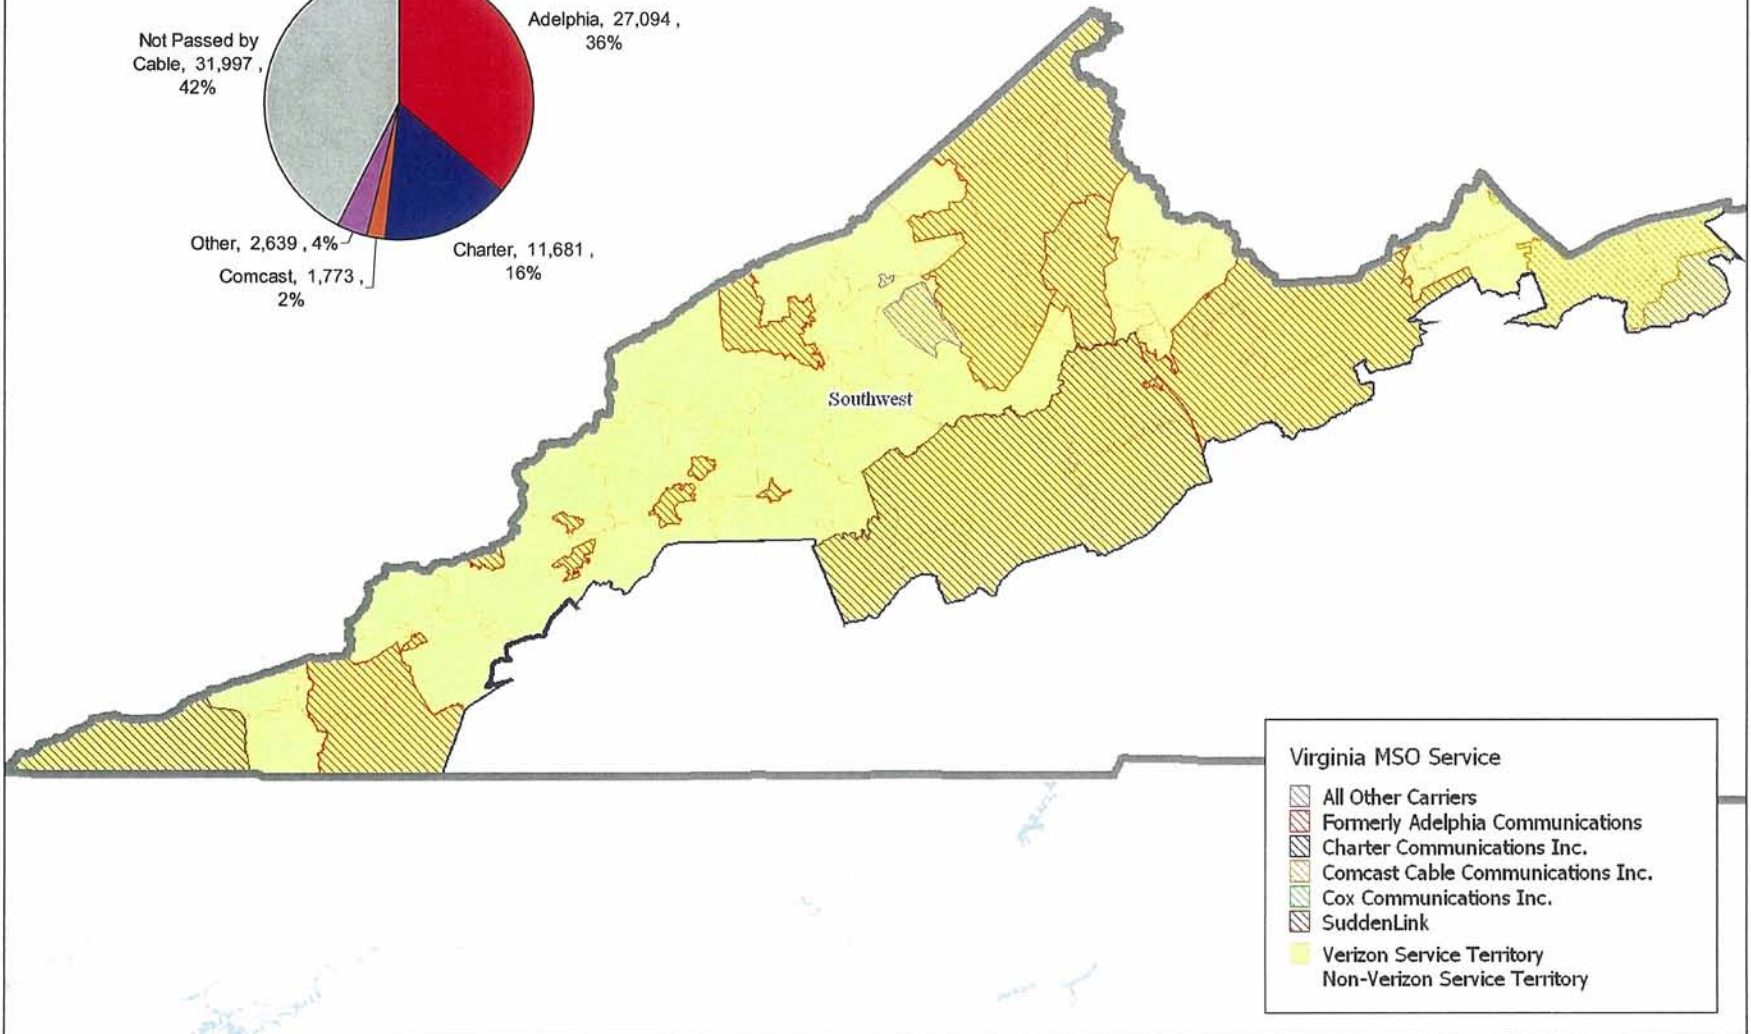 Adelphia, 27,094 ,
36%
Not Passed by
Cable, 31,997 ,
42%
Other, 2,639 , 4%
Comcast, 1,773 ,
2%
Charter, 11,681 ,
16%
Southwest
Virginia MSO Service
All Other Carriers
Formerly Adelphia Communications
Charter Communications Inc.
Comcast Cable Communications Inc.
Cox Communications Inc.
SuddenLink
Verizon Service Territory
Non-Verizon Service Territory